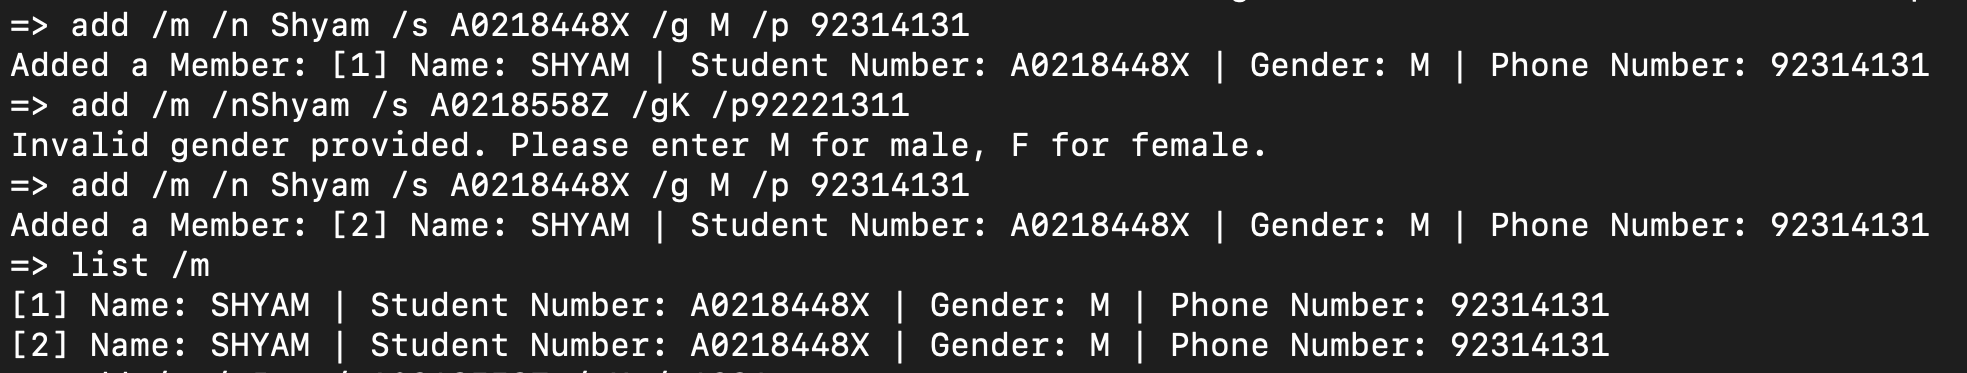 => add /m /n Shyam /s A0218448X /g M /p 92314131
Added a Member: [1] Name: SHYAM | Student Number: A0218448X | Gender: M | Phone Number: 92314131
=> add /m /nShyam /s A0218558Z /gK /p92221311
Invalid gender provided. Please enter M for male, F for female.
=> add /m /n Shyam /s A0218448X /g M /p 92314131
Added a Member: [2] Name: SHYAM | Student Number: A0218448X | Gender: M | Phone Number: 92314131
=> list /m
[1] Name: SHYAM | Student Number: A0218448X | Gender: M | Phone Number: 92314131
[2] Name: SHYAM | Student Number: A0218448X | Gender: M | Phone Number: 92314131